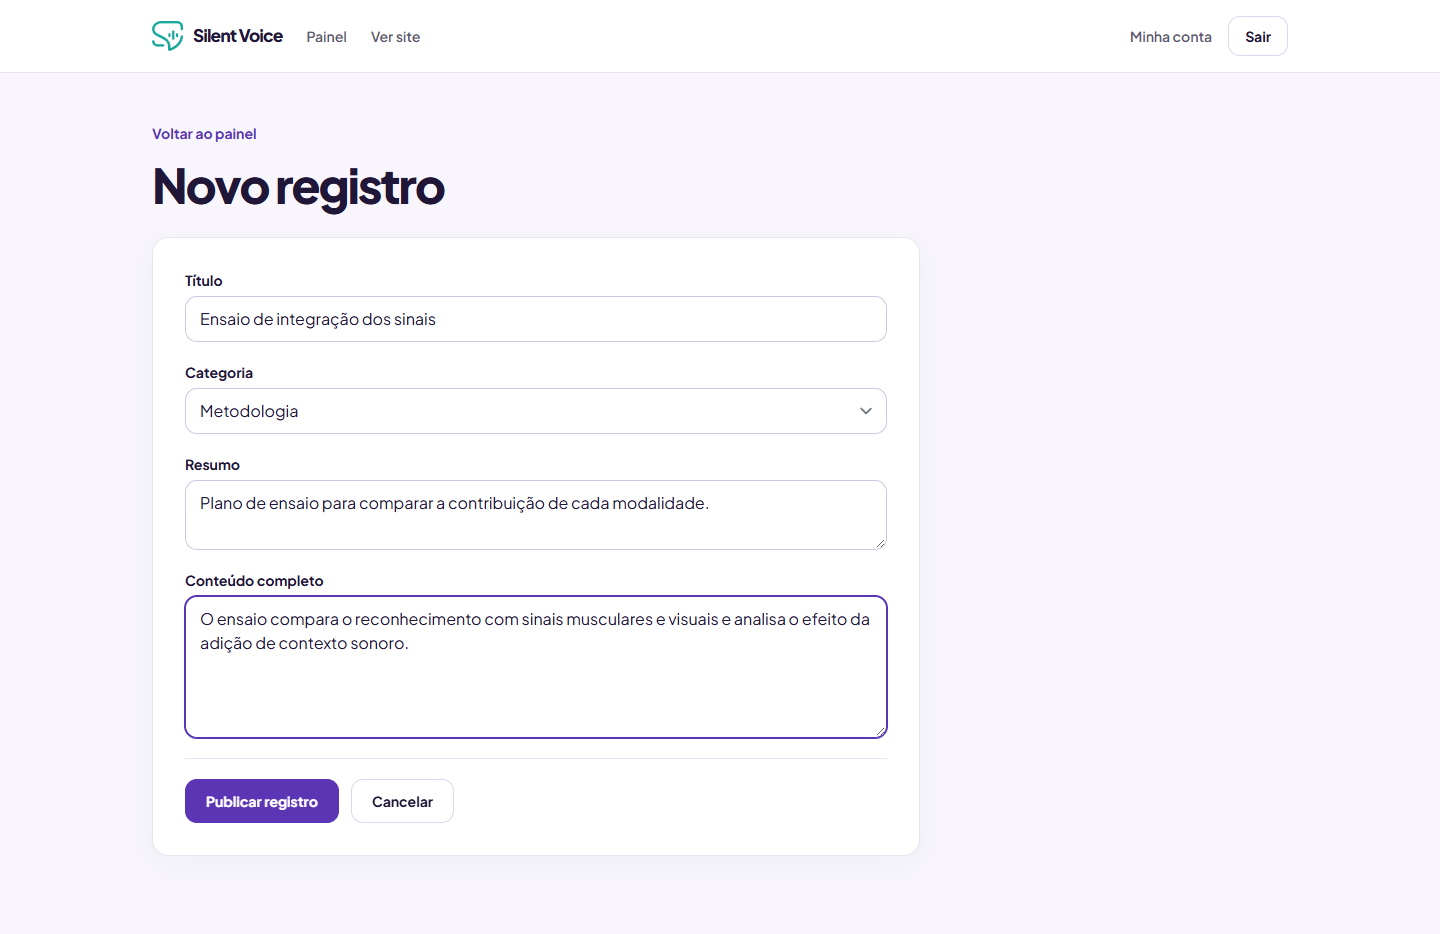 Silent Voice
Painel
Ver site
Minha conta
Sair
Voltar ao painel
Novo registro
Título
Ensaio de integração dos sinais
Categoria
Metodologia
Resumo
Plano de ensaio para comparar a contribuição de cada modalidade.
Conteúdo completo
O ensaio compara o reconhecimento com sinais musculares e visuais e analisa o efeito da
adição de contexto sonoro.
Publicar registro
Cancelar